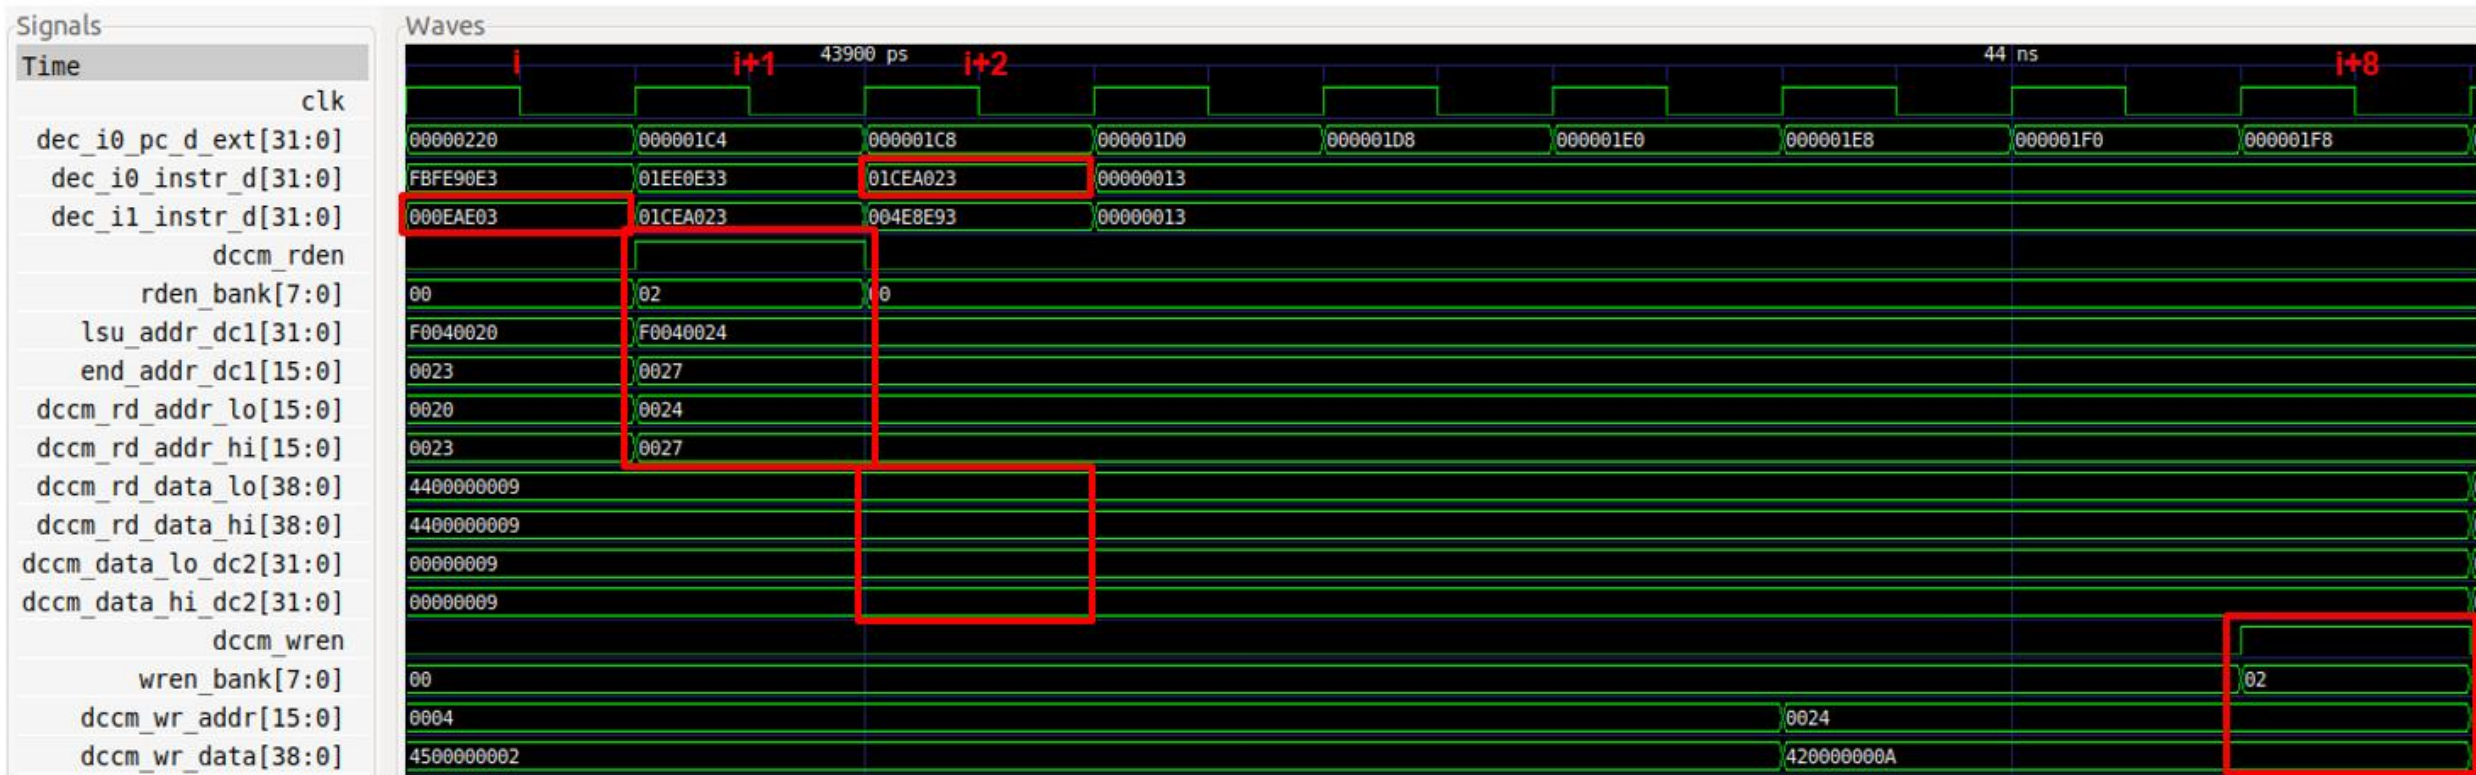 Signals Waves
Time i i+1 43900 ps i+2 44 ns i+8
clk
dec_i0_pc_d_ext[31:0] 00000220 000001C4 000001C8 000001D0 000001D8 000001E0 000001E8 000001F0 000001F8
dec_i0_instr_d[31:0] FBFE90E3 01EE0E33 01CEA023 00000013
dec_i1_instr_d[31:0] 000EAE03 01CEA023 004E8E93 00000013
dccm_rden
rden_bank[7:0] 00 02 00
lsu_addr_dc1[31:0] F0040020 F0040024
end_addr_dc1[15:0] 0023 0027
dccm_rd_addr_lo[15:0] 0020 0024
dccm_rd_addr_hi[15:0] 0023 0027
dccm_rd_data_lo[38:0] 4400000009
dccm_rd_data_hi[38:0] 4400000009
dccm_data_lo_dc2[31:0] 00000009
dccm_data_hi_dc2[31:0] 00000009
dccm_wren
wren_bank[7:0] 00 02
dccm_wr_addr[15:0] 0004 0024
dccm_wr_data[38:0] 4500000002 420000000A